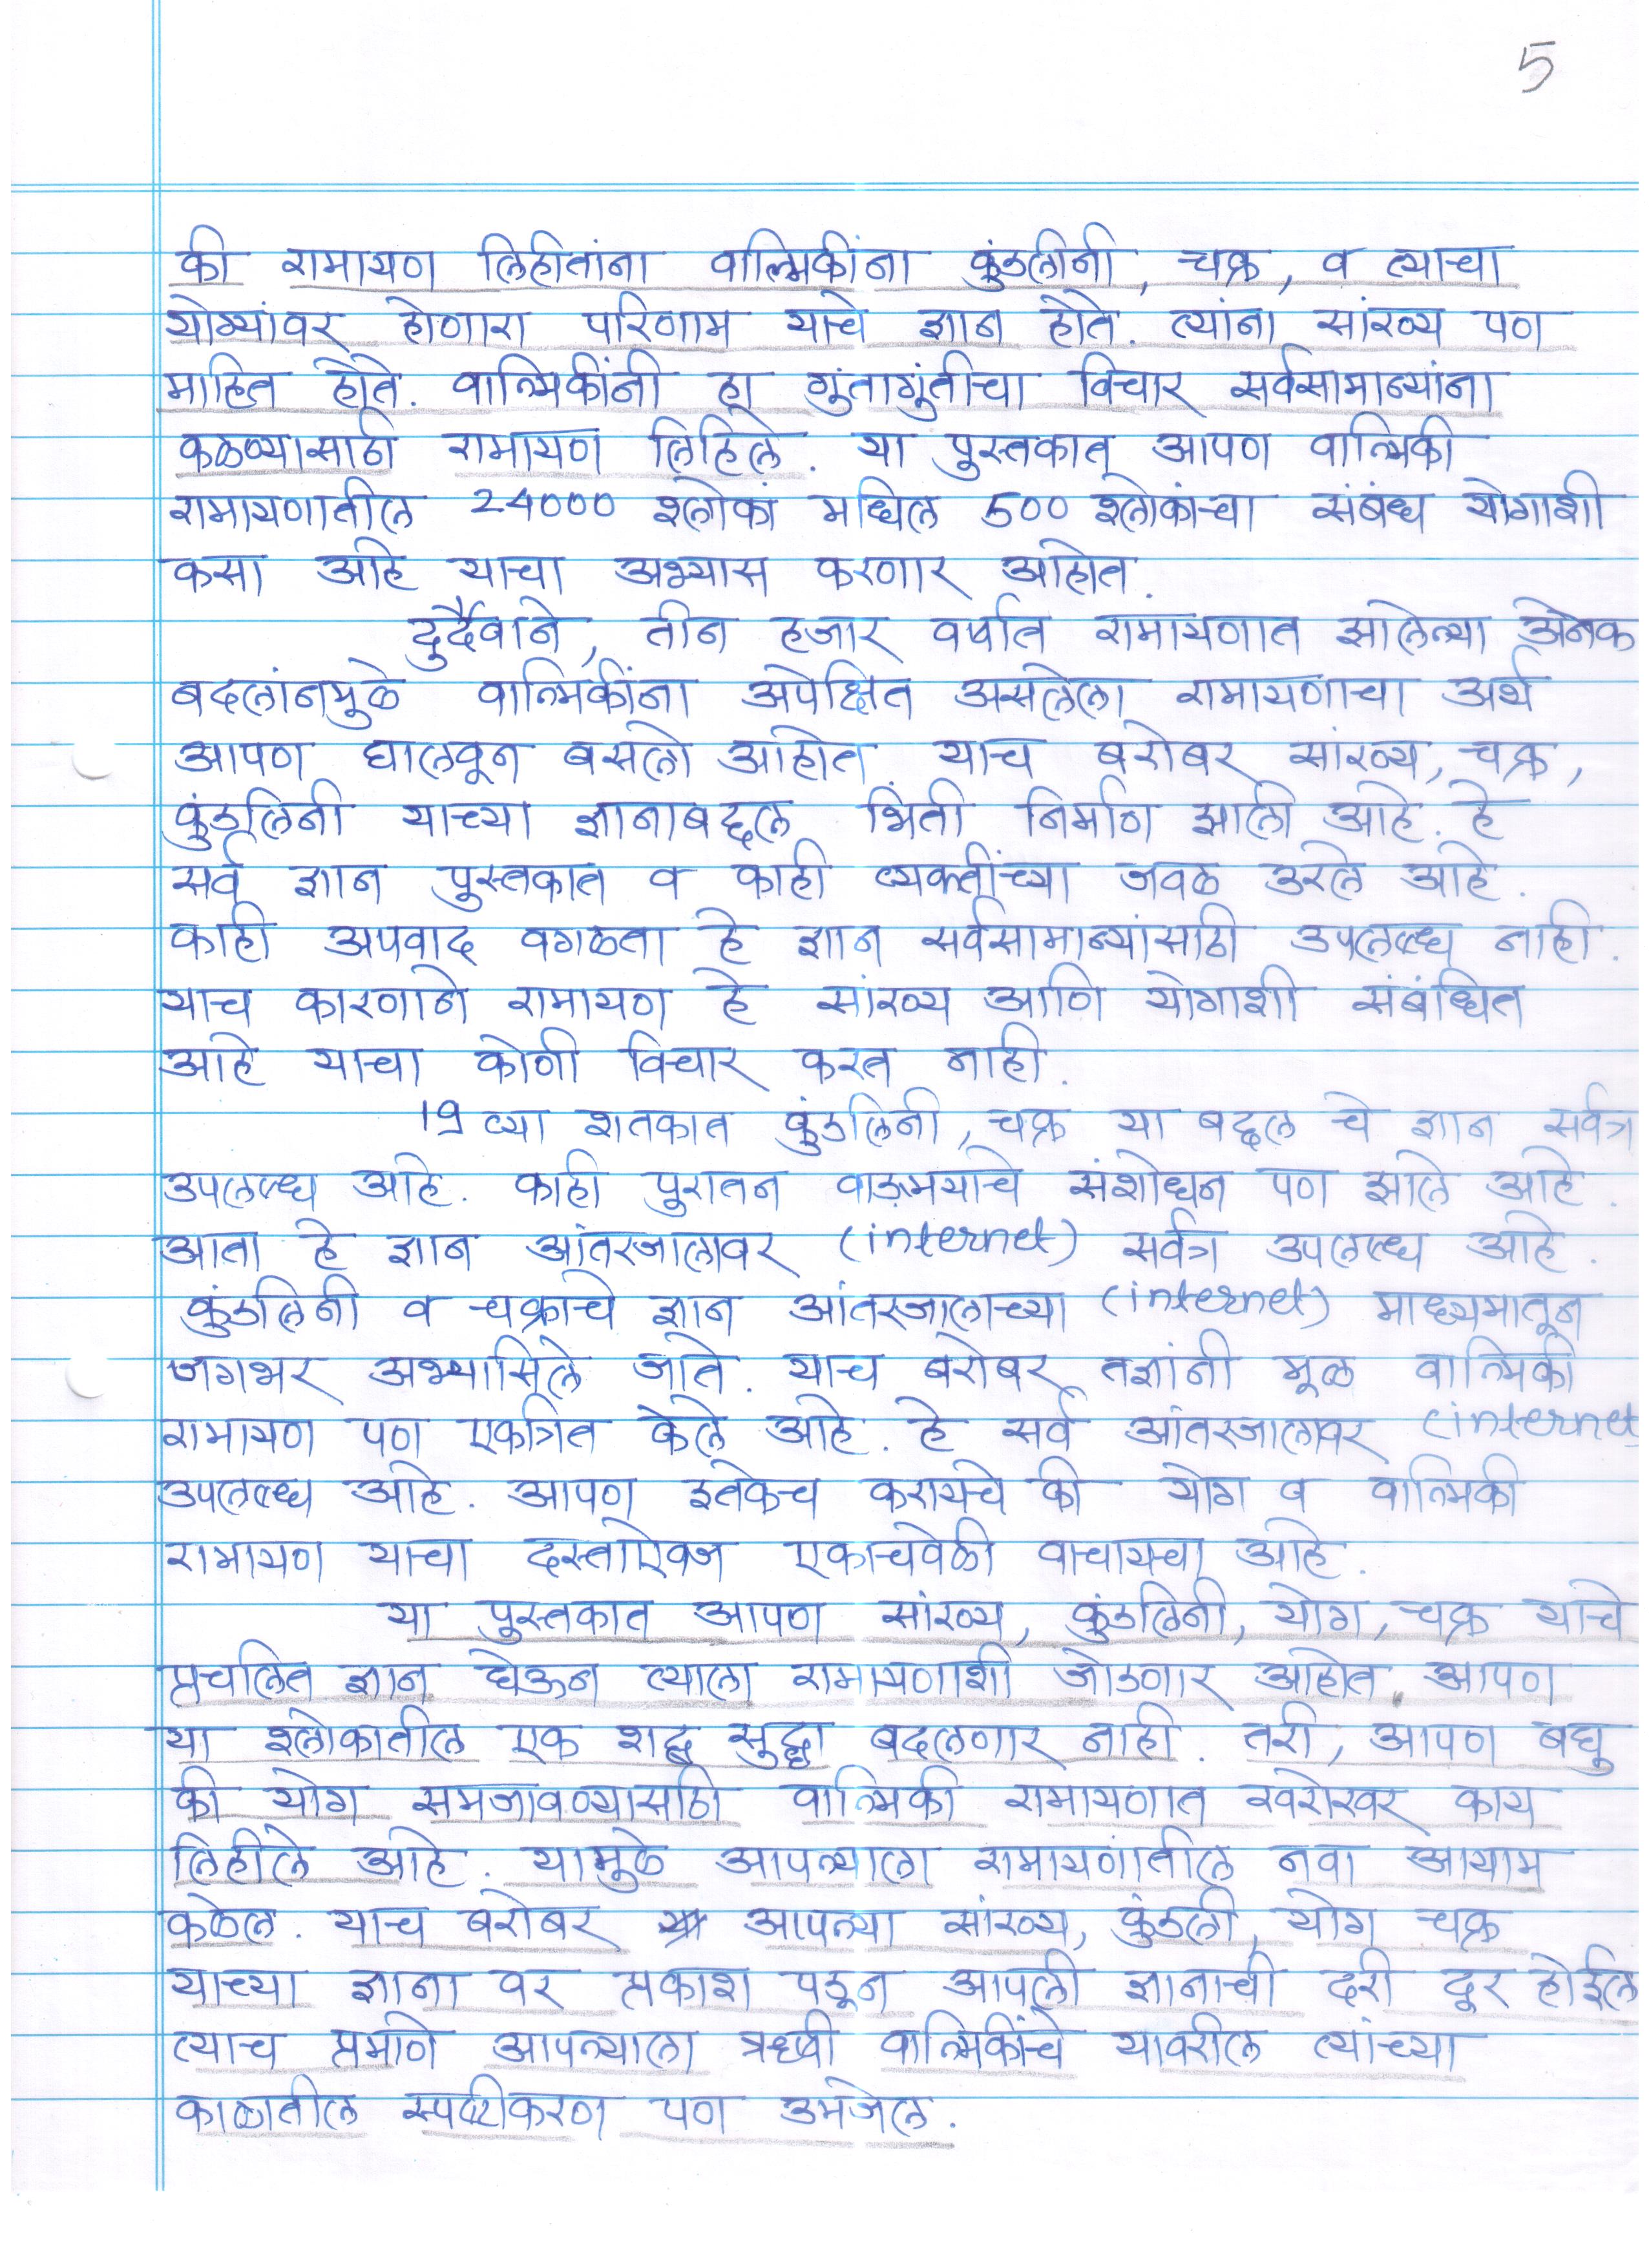 5
की रामायण लिहीतांना वाल्मिकींना कुंडलीनी, चक्र, व त्याचा
योग्यांवर होणारा परिणाम याचे ज्ञान होते. त्यांना सांख्य पण
माहित होते. वाल्मिकींनी हा गुंतागुंतीचा विचार सर्वसामान्यांना
कळण्यासाठी रामायण लिहिले. या पुस्तकात आपण वाल्मिकी
रामायणातील 24000 श्लोकां मधिल 500 श्लोकांचा संबंध योगाशी
कसा आहे याचा अभ्यास करणार आहोत.
दुर्दैवाने, तीन हजार वर्षात रामायणात झालेल्या अनेक
बदलांनमुळे वाल्मिकींना अपेक्षित असलेला रामायणाचा अर्थ
आपण घालवून बसलो आहोत. याच बरोबर सांख्य, चक्र,
कुंडलिनी याच्या ज्ञानाबद्दल भिंती निर्माण झाली आहे. हे
सर्व ज्ञान पुस्तकात व काही व्यक्तींच्या जवळ उरले आहे.
काही अपवाद वगळता हे ज्ञान सर्वसामान्यांसाठी उपलब्ध नाही.
याच कारणाने रामायण हे सांख्य आणि योगाशी संबंधित
आहे याचा कोणी विचार करत नाही.
19 व्या शतकात कुंडलिनी, चक्र या बद्दल चे ज्ञान सर्वत्र
उपलब्ध आहे. काही पुरातन वाङमयाचे संशोधन पण झाले आहे.
आता हे ज्ञान आंतरजालावर (internet) सर्वत्र उपलब्ध आहे.
कुंडलिनी व चक्राचे ज्ञान आंतरजालाच्या (internet) माध्यमातून
जगभर अभ्यासिले जाते. याच बरोबर तज्ञांनी मूळ वाल्मिकी
रामायण पण एकत्रित केले आहे. हे सर्व आंतरजालावर (internet)
उपलब्ध आहे. आपण इतकेच करायचे की योग व वाल्मिकी
रामायण याचा दस्ताऐवज एकाचवेळी वाचायचा आहे.
या पुस्तकात आपण सांख्य, कुंडलिनी, योग, चक्र याचे
प्रचलित ज्ञान घेऊन त्याला रामायणाशी जोडणार आहोत. आपण
या श्लोकातील एक शद्ब सुद्धा बदलणार नाही. तरी, आपण बघु
की योग समजावण्यासाठी वाल्मिकी रामायणात खरोखर काय
लिहीले आहे. यामुळे आपल्याला रामायणांतील नवा आयाम
कळेल. याच बरोबर आपल्या सांख्य, कुंडली, योग चक्र
याच्या ज्ञाना वर प्रकाश पडून आपली ज्ञानाची दरी दूर होईल
त्याच प्रमाणे आपल्याला ऋषी वाल्मिकींचे यावरील त्यांच्या
काळातील स्पष्टीकरण पण उमजेल.